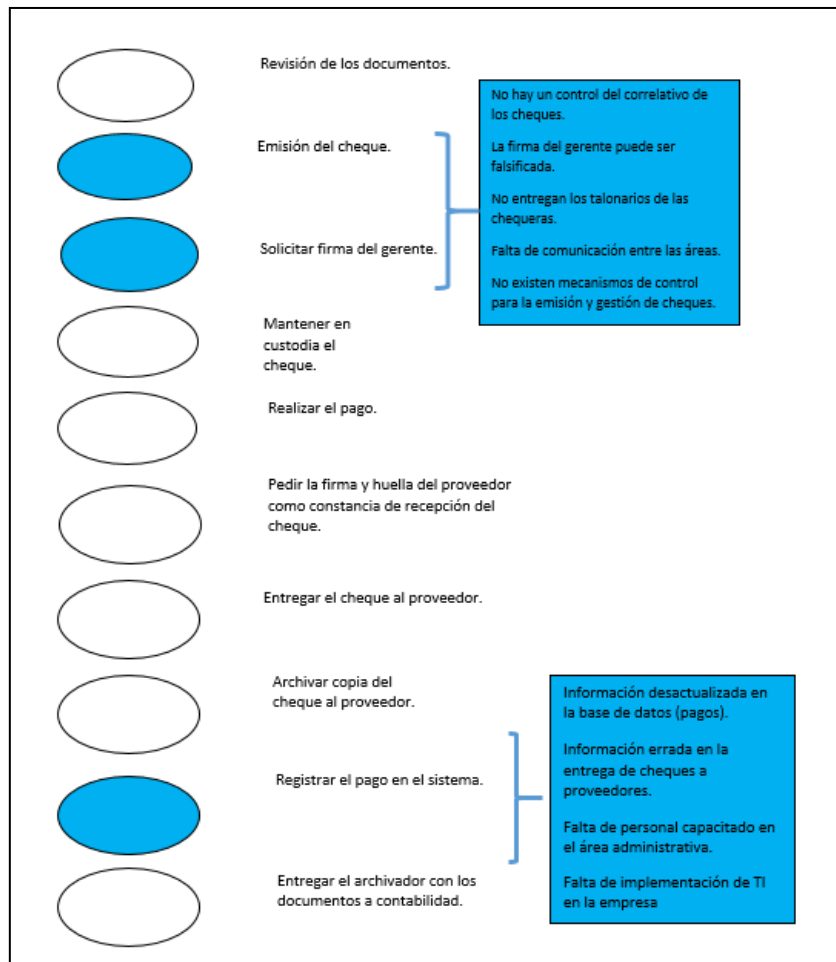 Revisión de los documentos.
No hay un control del correlativo de
los cheques.
La firma del gerente puede ser
falsificada.
No entregan los talonarios de las
chequeras.
Falta de comunicación entre las áreas.
No existen mecanismos de control
para la emisión y gestión de cheques.
Emisión del cheque.
Solicitar firma del gerente.
Mantener en
custodia el
cheque.
Realizar el pago.
Pedir la firma y huella del proveedor
como constancia de recepción del
cheque.
Entregar el cheque al proveedor.
Archivar copia del
cheque al proveedor.
Registrar el pago en el sistema.
Información desactualizada en
la base de datos (pagos).
Información errada en la
entrega de cheques a
proveedores.
Falta de personal capacitado en
el área administrativa.
Falta de implementación de TI
en la empresa
Entregar el archivador con los
documentos a contabilidad.